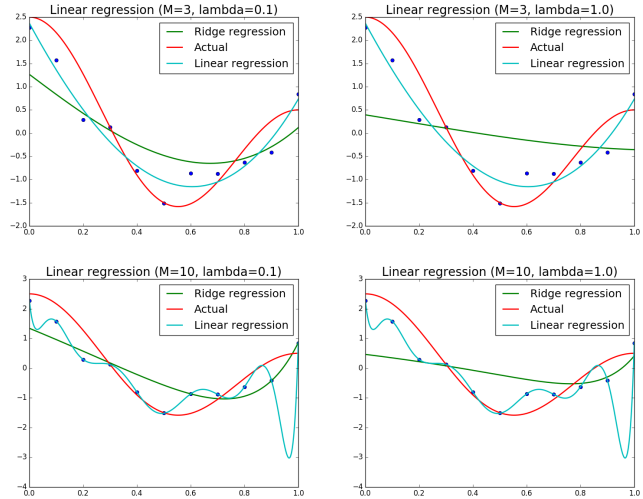 Linear regression (M=3, lambda=0.1)
2.5
2.0
1.5
1.0
0.5
0.0
−0.5
−1.0
−1.5
−2.0
0.0 0.2 0.4 0.6 0.8 1.0
Ridge regression
Actual
Linear regression
Linear regression (M=3, lambda=1.0)
2.5
2.0
1.5
1.0
0.5
0.0
−0.5
−1.0
−1.5
−2.0
0.0 0.2 0.4 0.6 0.8 1.0
Ridge regression
Actual
Linear regression
Linear regression (M=10, lambda=0.1)
3
2
1
0
−1
−2
−3
−4
0.0 0.2 0.4 0.6 0.8 1.0
Ridge regression
Actual
Linear regression
Linear regression (M=10, lambda=1.0)
3
2
1
0
−1
−2
−3
−4
0.0 0.2 0.4 0.6 0.8 1.0
Ridge regression
Actual
Linear regression